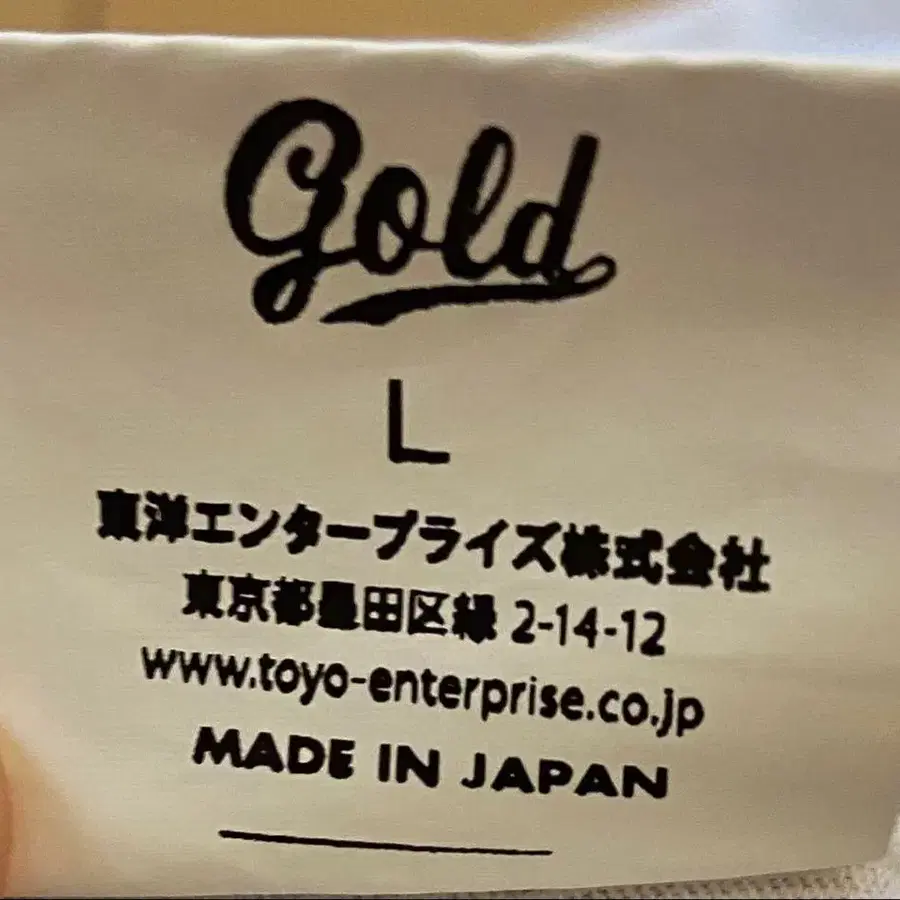 gold
L
東洋エンタープライズ株式会社
東京都墨田区緑 2-14-12
www.toyo-enterprise.co.jp
MADE IN JAPAN